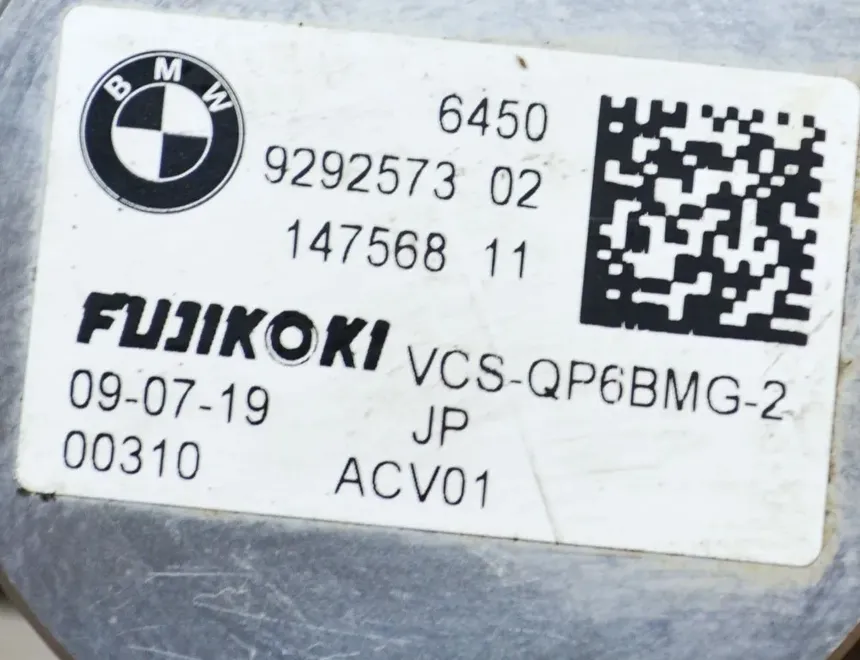 BMW
6450
9292573 02
147568 11
FUJIKOKI VCS-QP6BMG-2
09-07-19 JP
00310 ACV01